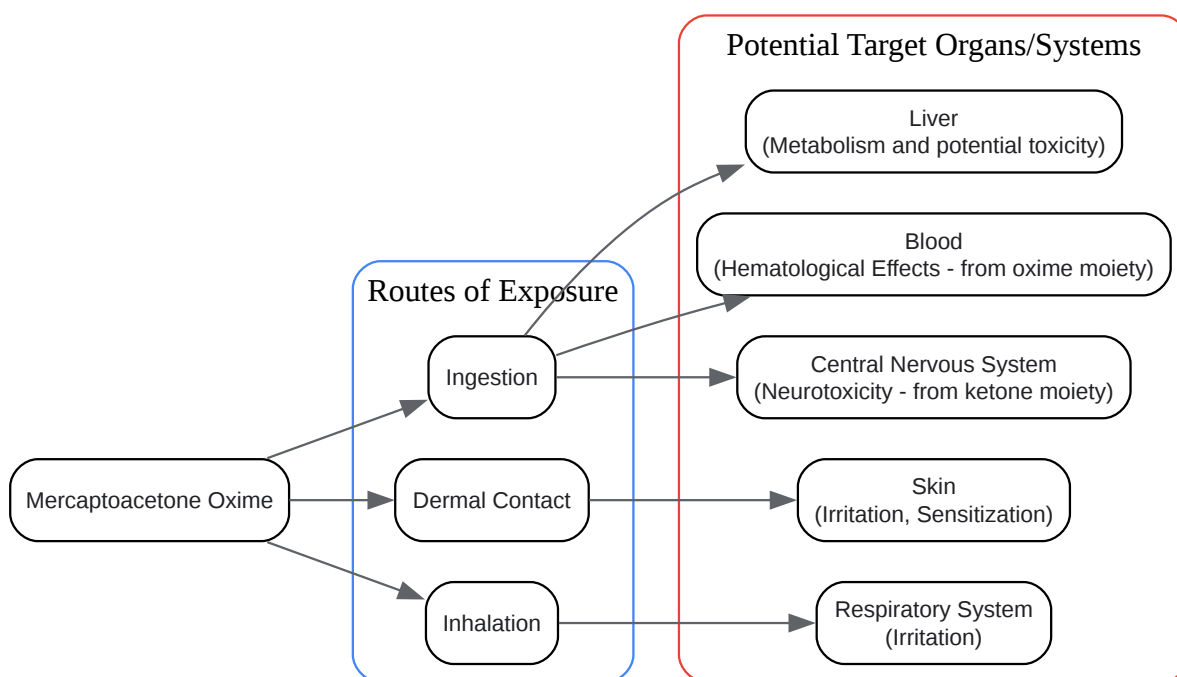 Potential Target Organs/Systems
Liver
(Metabolism and potential toxicity)
Blood
(Hematological Effects - from oxime moiety)
Routes of Exposure
Ingestion
Central Nervous System
(Neurotoxicity - from ketone moiety)
Mercaptoacetone Oxime
Dermal Contact
Skin
(Irritation, Sensitization)
Inhalation
Respiratory System
(Irritation)